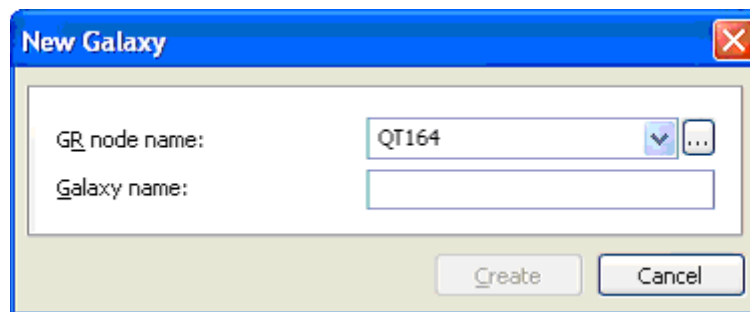 New Galaxy
GR node name: QT164 ...
Galaxy name:
Create Cancel